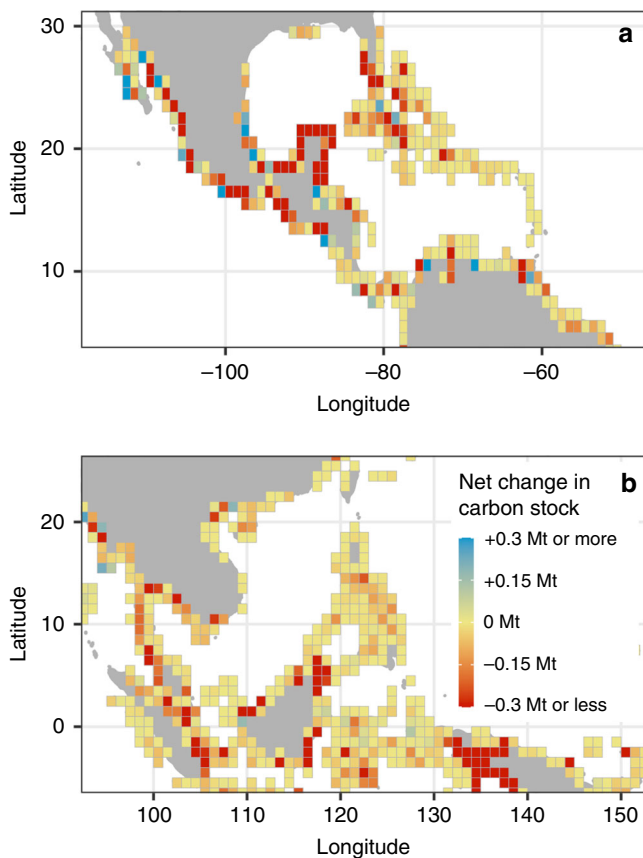 a
30
20
10
Latitude
–100
–80
–60
Longitude
b
Net change in
carbon stock
+0.3 Mt or more
+0.15 Mt
0 Mt
–0.15 Mt
–0.3 Mt or less
20
10
0
Latitude
100
110
120
130
140
150
Longitude